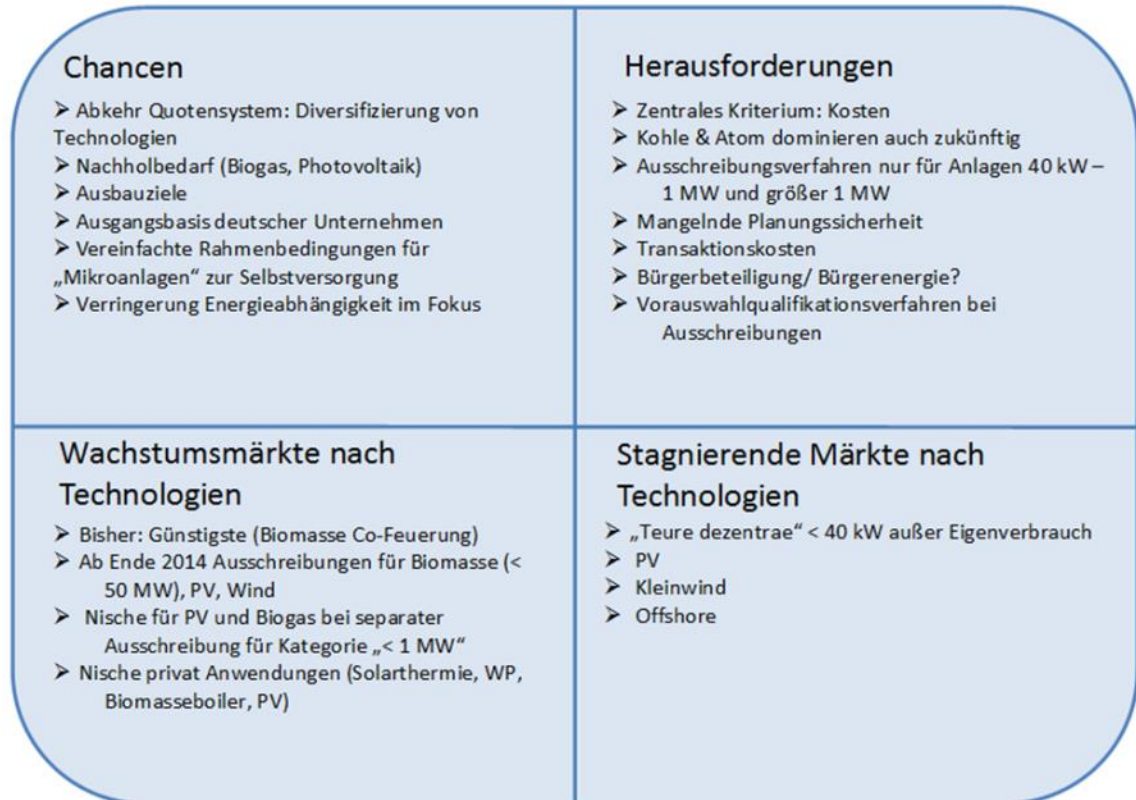 Chancen
➢ Abkehr Quotensystem: Diversifizierung von
Technologien
➢ Nachholbedarf (Biogas, Photovoltaik)
➢ Ausbauziele
➢ Ausgangsbasis deutscher Unternehmen
➢ Vereinfachte Rahmenbedingungen für
„Mikroanlagen“ zur Selbstversorgung
➢ Verringerung Energieabhängigkeit im Fokus
Herausforderungen
➢ Zentrales Kriterium: Kosten
➢ Kohle & Atom dominieren auch zukünftig
➢ Ausschreibungsverfahren nur für Anlagen 40 kW –
1 MW und größer 1 MW
➢ Mangelnde Planungssicherheit
➢ Transaktionskosten
➢ Bürgerbeteiligung/ Bürgerenergie?
➢ Vorauswahlqualifikationsverfahren bei
Ausschreibungen
Wachstumsmärkte nach
Technologien
➢ Bisher: Günstigste (Biomasse Co-Feuerung)
➢ Ab Ende 2014 Ausschreibungen für Biomasse (<
50 MW), PV, Wind
➢ Nische für PV und Biogas bei separater
Ausschreibung für Kategorie „< 1 MW“
➢ Nische privat Anwendungen (Solarthermie, WP,
Biomasseboiler, PV)
Stagnierende Märkte nach
Technologien
➢ „Teure dezentrae“ < 40 kW außer Eigenverbrauch
➢ PV
➢ Kleinwind
➢ Offshore